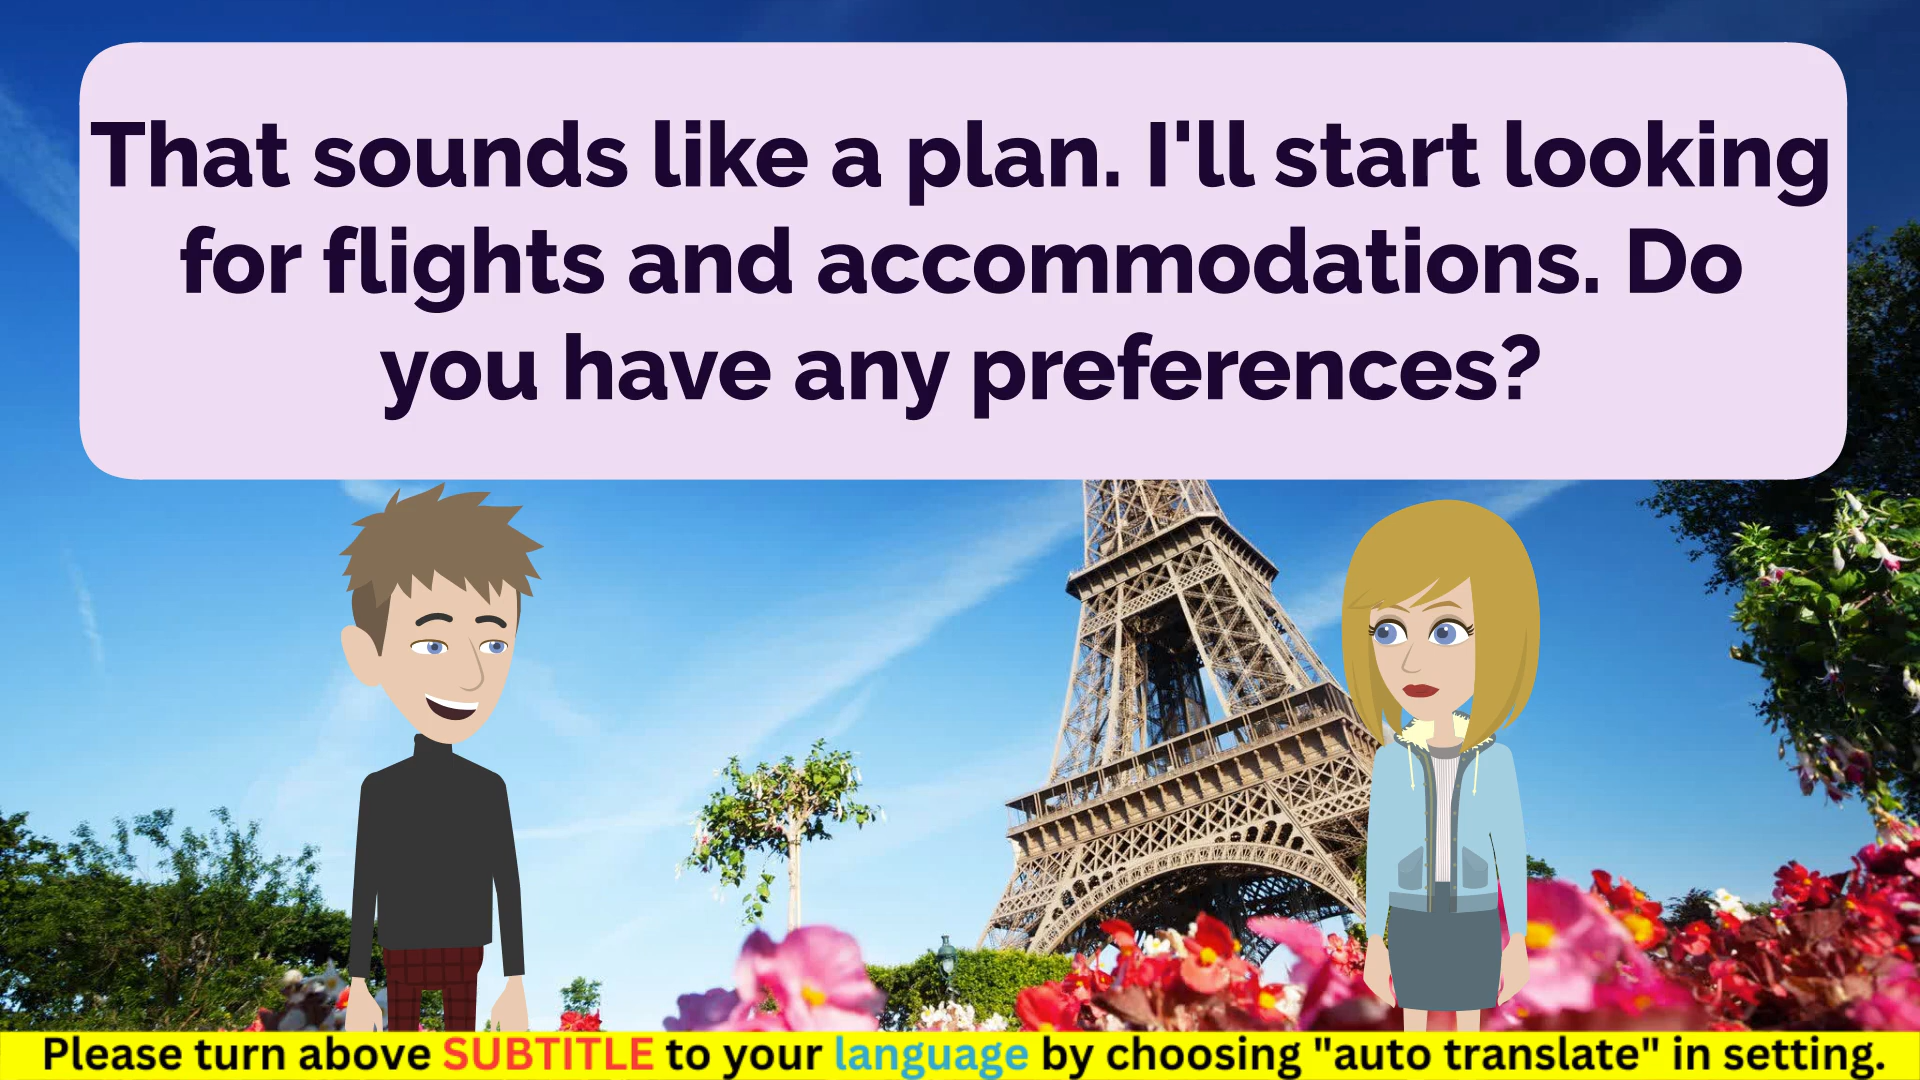 That sounds like a plan. I'll start looking
for flights and accommodations. Do
you have any preferences?
Please turn above SUBTITLE to your language by choosing "auto translate" in setting.